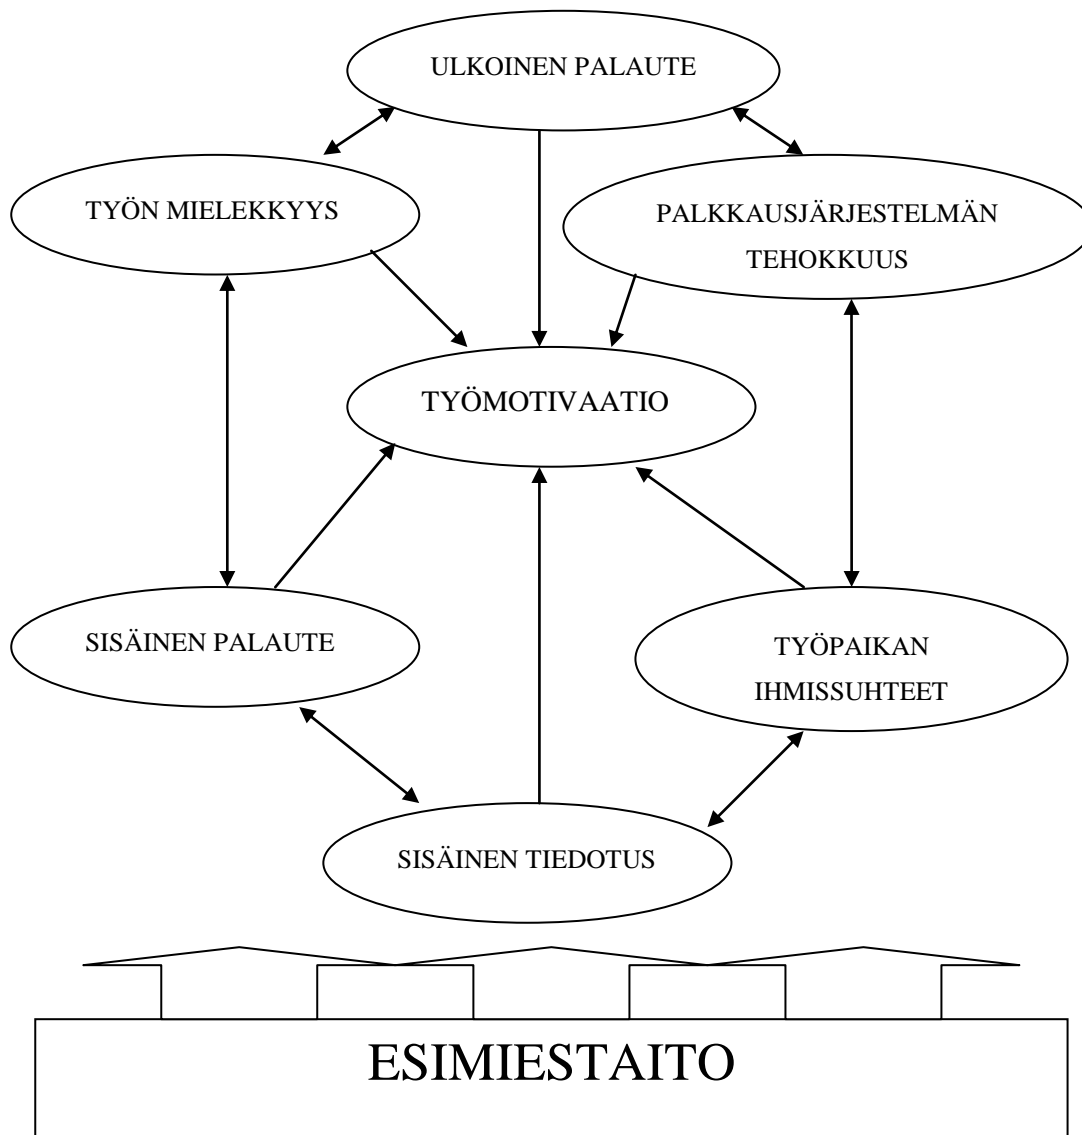 ULKOINEN PALAUTE
TYÖN MIELEKKYYS
PALKKAUSJÄRJESTELMÄN
TEHOKKUUS
TYÖMOTIVAATIO
SISÄINEN PALAUTE
TYÖPAIKAN
IHMISSUHTEET
SISÄINEN TIEDOTUS
ESIMIESTAITO